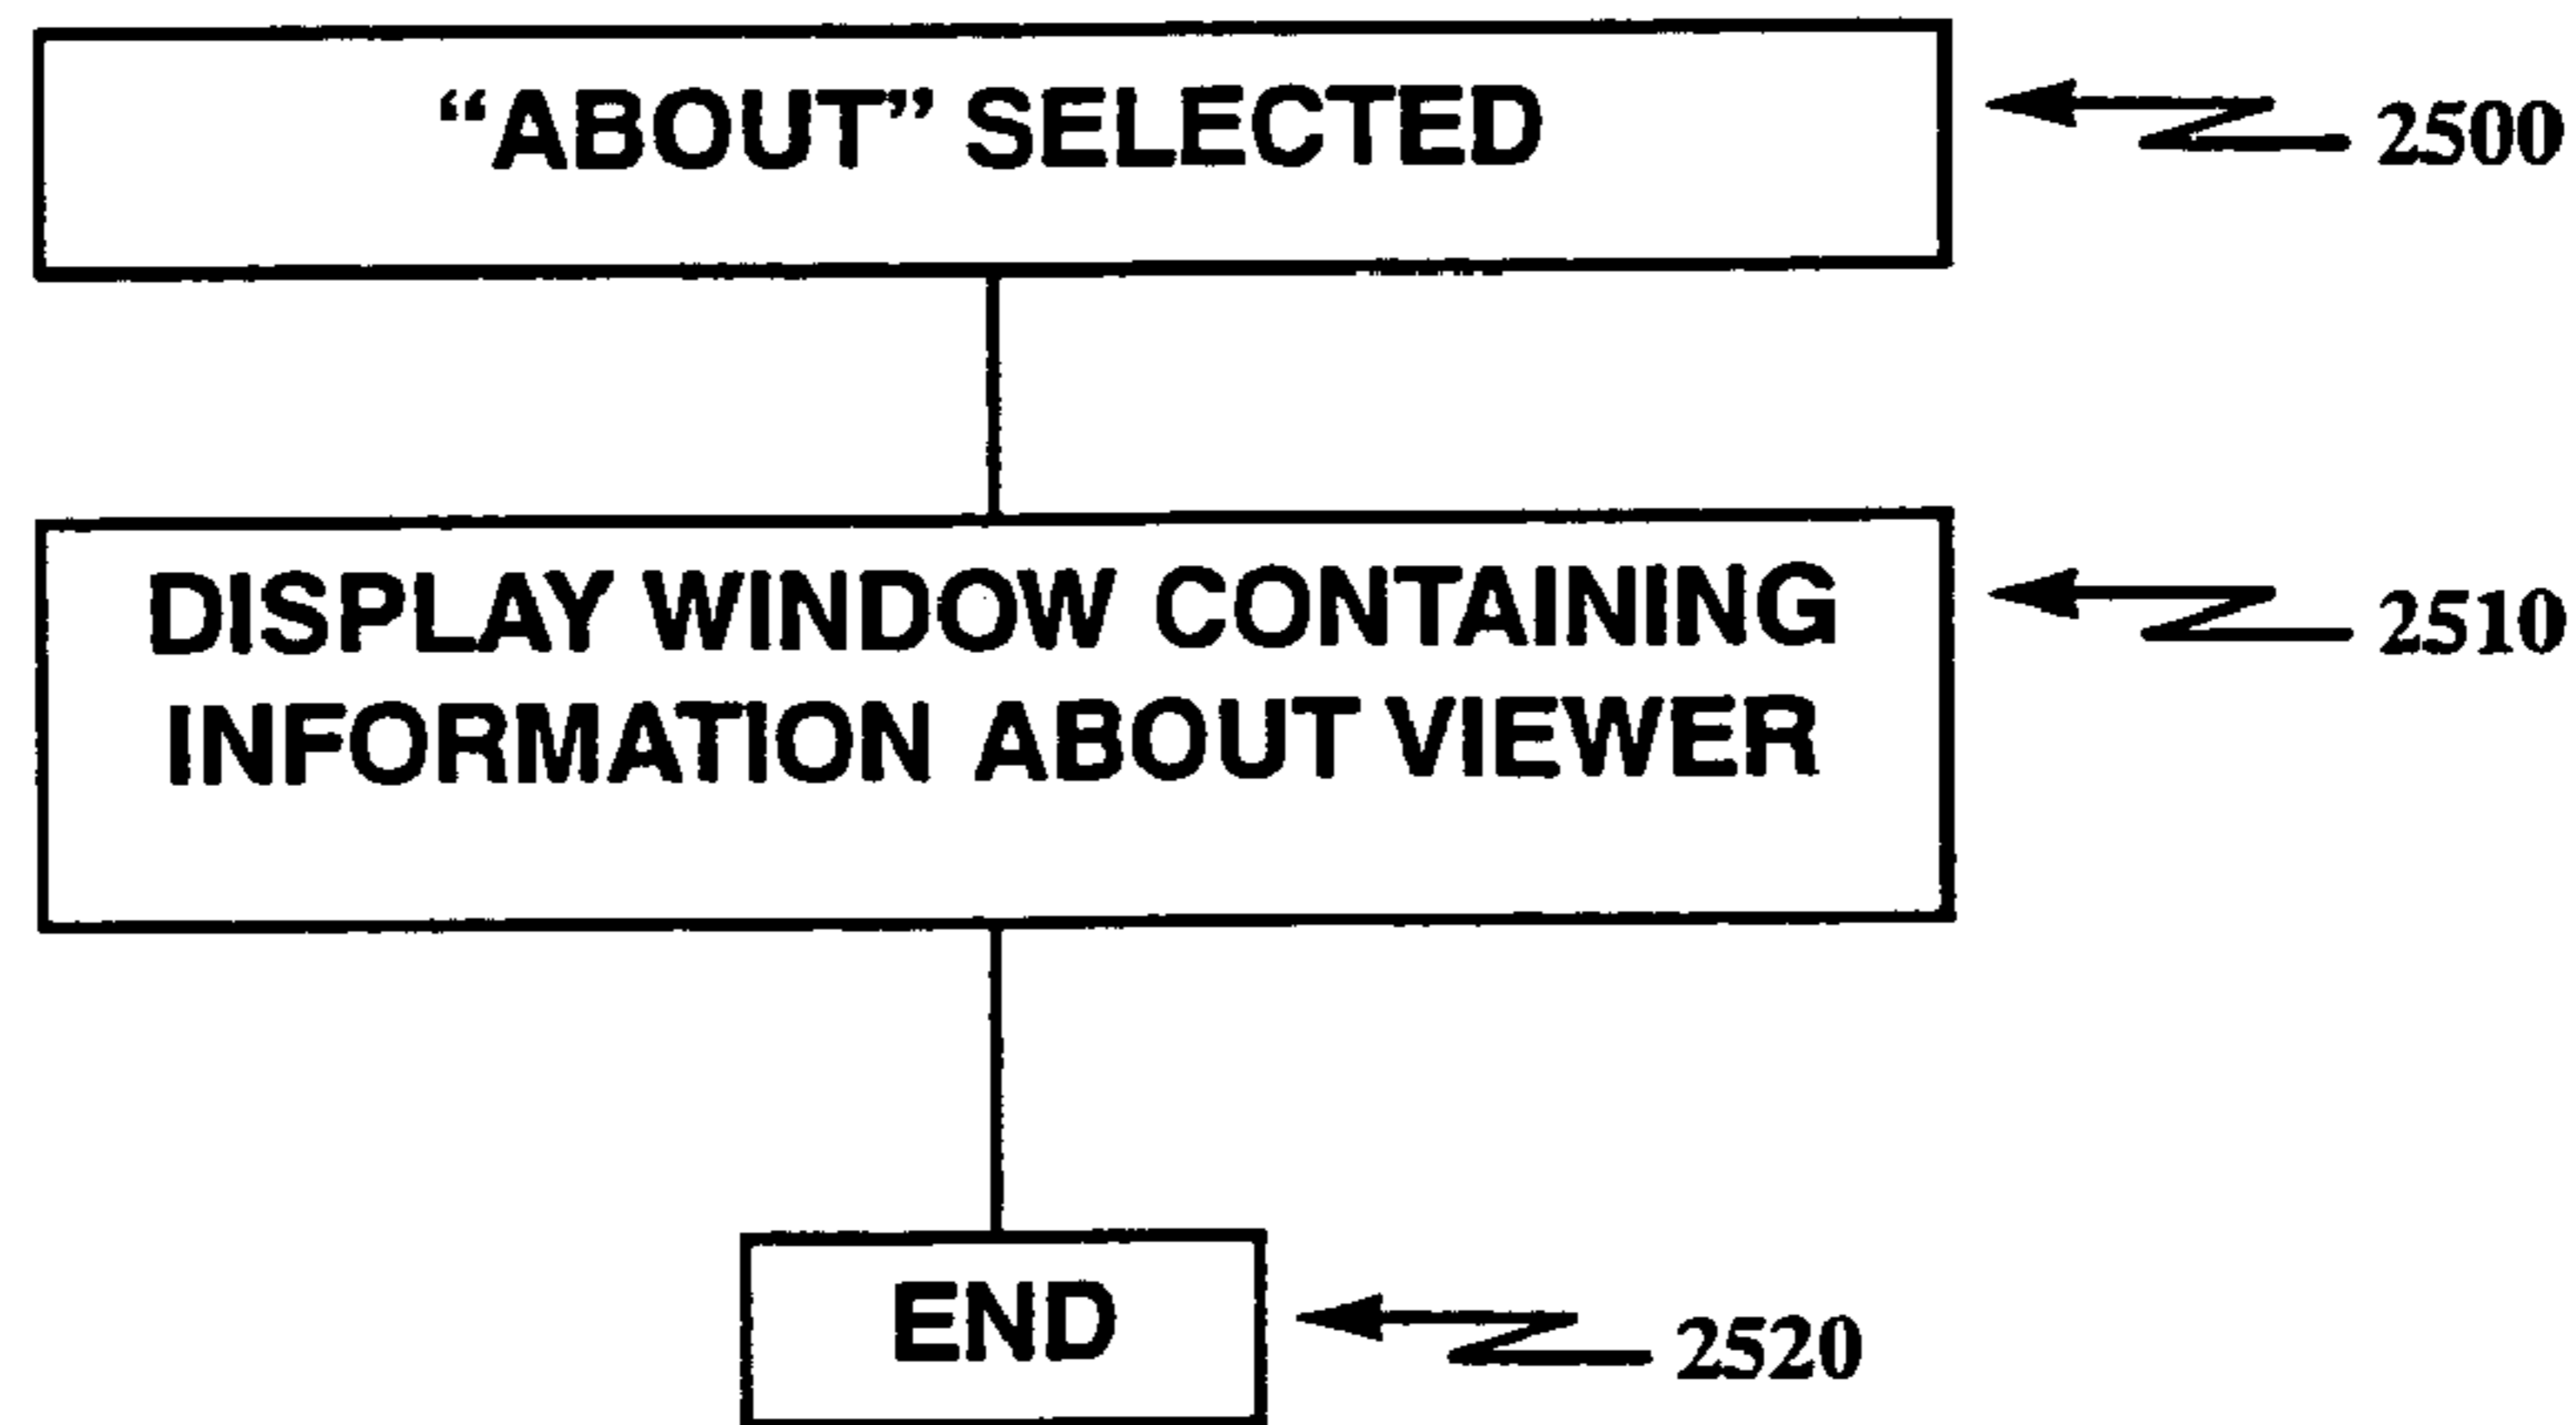 “ABOUT” SELECTED
2500
DISPLAY WINDOW CONTAINING
INFORMATION ABOUT VIEWER
2510
END
2520